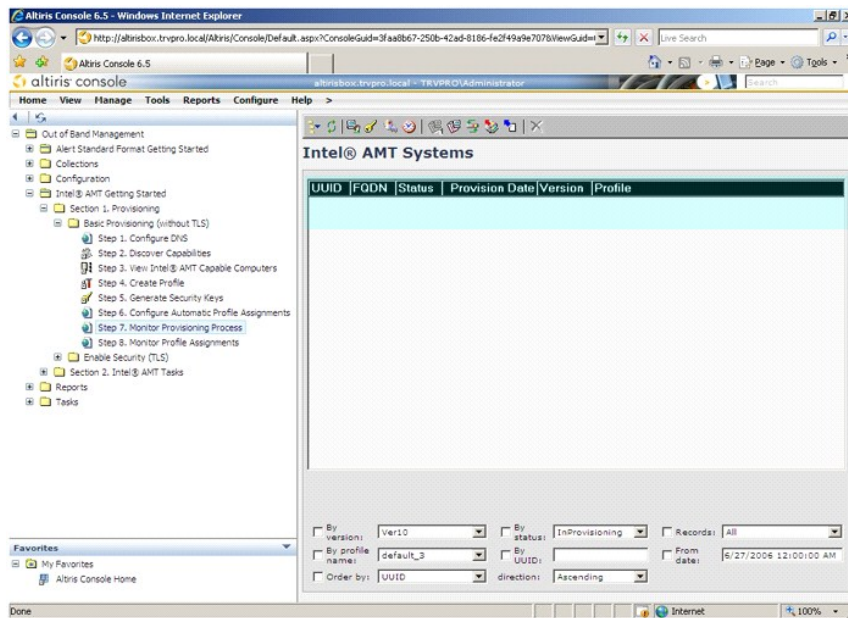 Altiris Console 6.5 - Windows Internet Explorer
http://altirisbox.trvpro.local/Altiris/Console/Default.aspx?ConsoleGuid=3faa8b67-250b-42ad-8186-fe2f49a9e707&ViewGuid=
Live Search
Altiris Console 6.5
Page
Tools
altiris console
altirisbox.trvpro.local - TRVPRO\Administrator
Search
Home View Manage Tools Reports Configure Help >
Out of Band Management
Alert Standard Format Getting Started
Collections
Configuration
Intel® AMT Getting Started
Section 1. Provisioning
Basic Provisioning (without TLS)
Step 1. Configure DNS
Step 2. Discover Capabilities
Step 3. View Intel® AMT Capable Computers
Step 4. Create Profile
Step 5. Generate Security Keys
Step 6. Configure Automatic Profile Assignments
Step 7. Monitor Provisioning Process
Step 8. Monitor Profile Assignments
Enable Security (TLS)
Section 2. Intel® AMT Tasks
Reports
Tasks
Intel® AMT Systems
UUID FQDN Status Provision Date Version Profile
By version: Ver10 By status: InProvisioning Records: All
By profile name: default_3 By UUID: From date: 6/27/2006 12:00:00 AM
Order by: UUID direction: Ascending
Favorites
My Favorites
Altiris Console Home
Done
Internet
100%